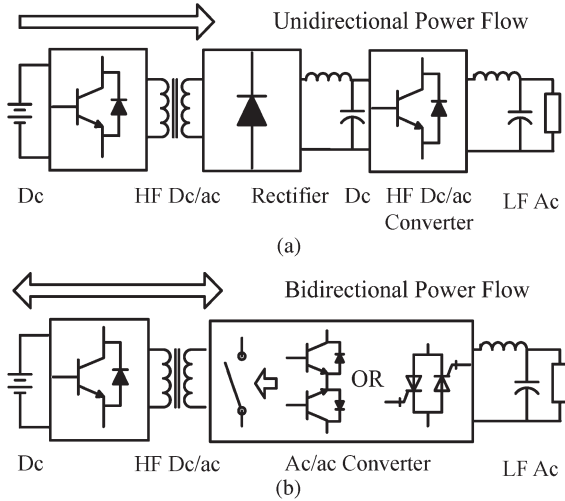 Unidirectional Power Flow
Dc HF Dc/ac Rectifier Dc HF Dc/ac Converter LF Ac
(a)
Bidirectional Power Flow
OR
Dc HF Dc/ac Ac/ac Converter LF Ac
(b)